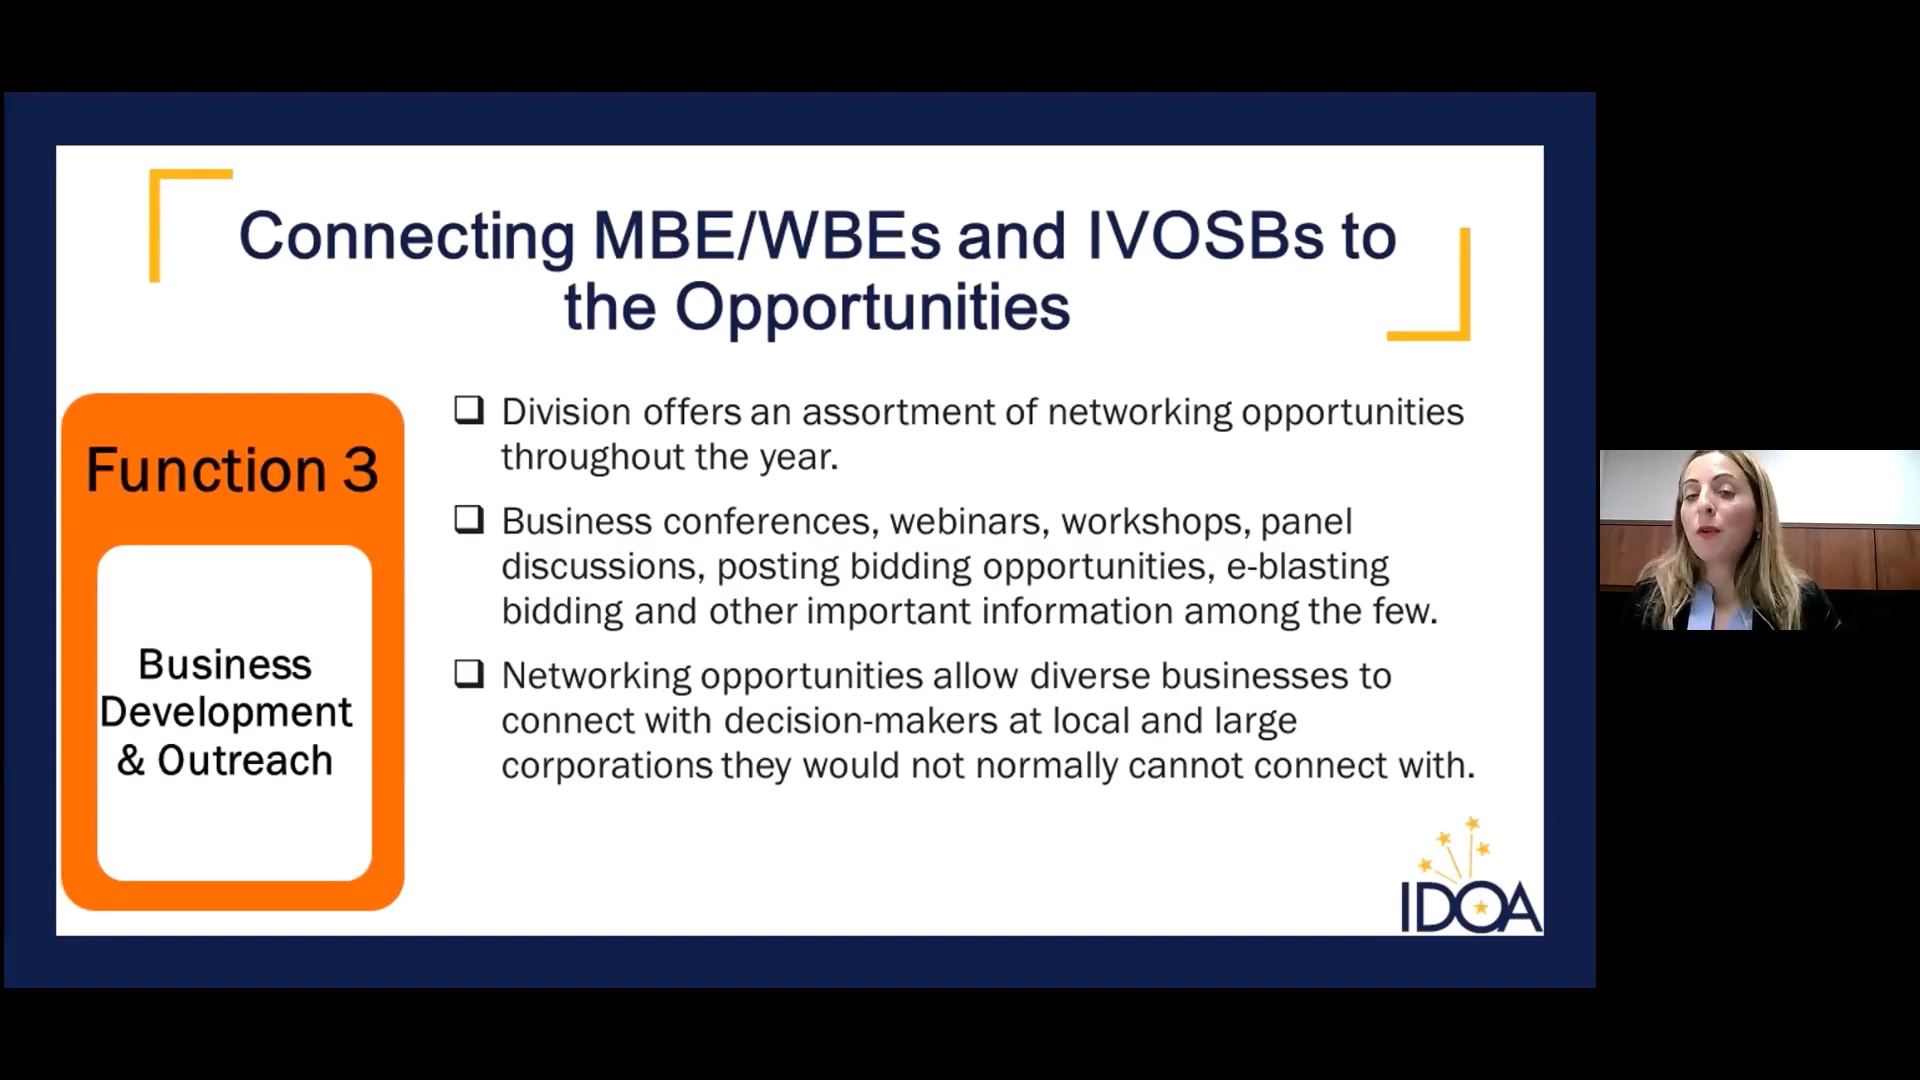 Connecting MBE/WBEs and IVOSBs to
the Opportunities
Function 3
Business
Development
& Outreach
❑ Division offers an assortment of networking opportunities
throughout the year.
❑ Business conferences, webinars, workshops, panel
discussions, posting bidding opportunities, e-blasting
bidding and other important information among the few.
❑ Networking opportunities allow diverse businesses to
connect with decision-makers at local and large
corporations they would not normally cannot connect with.
IDOA